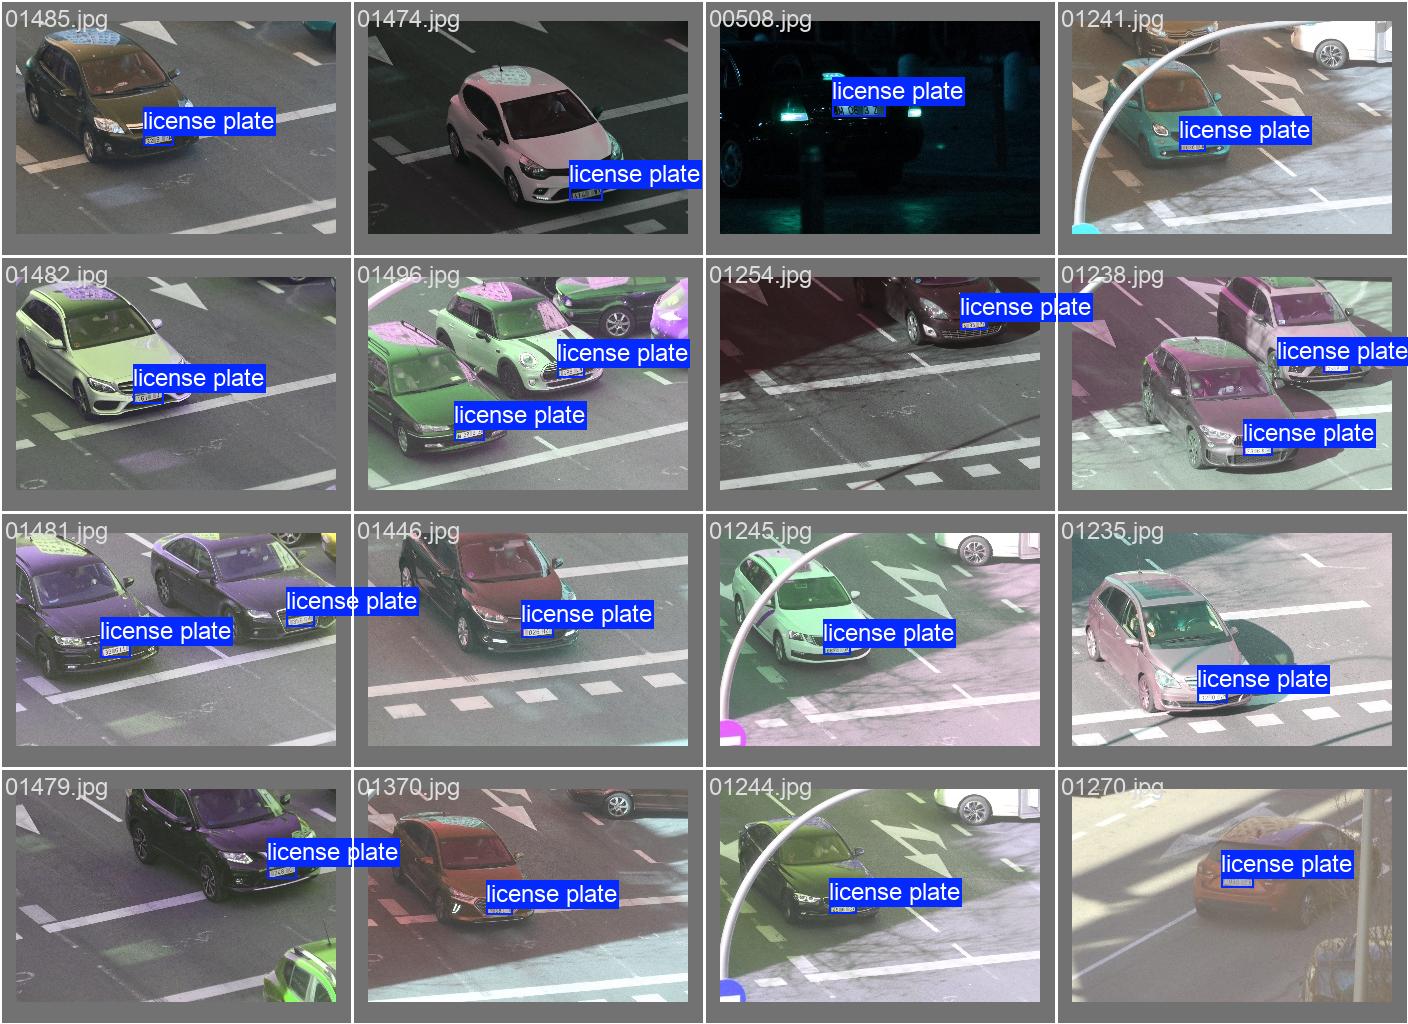 01485.jpg
license plate
01474.jpg
license plate
00508.jpg
license plate
01241.jpg
license plate
01482.jpg
license plate
01496.jpg
license plate
license plate
01254.jpg
license plate
01238.jpg
license plate
license plate
01481.jpg
license plate
license plate
01446.jpg
license plate
01245.jpg
license plate
01235.jpg
license plate
01479.jpg
license plate
01370.jpg
license plate
01244.jpg
license plate
01270.jpg
license plate